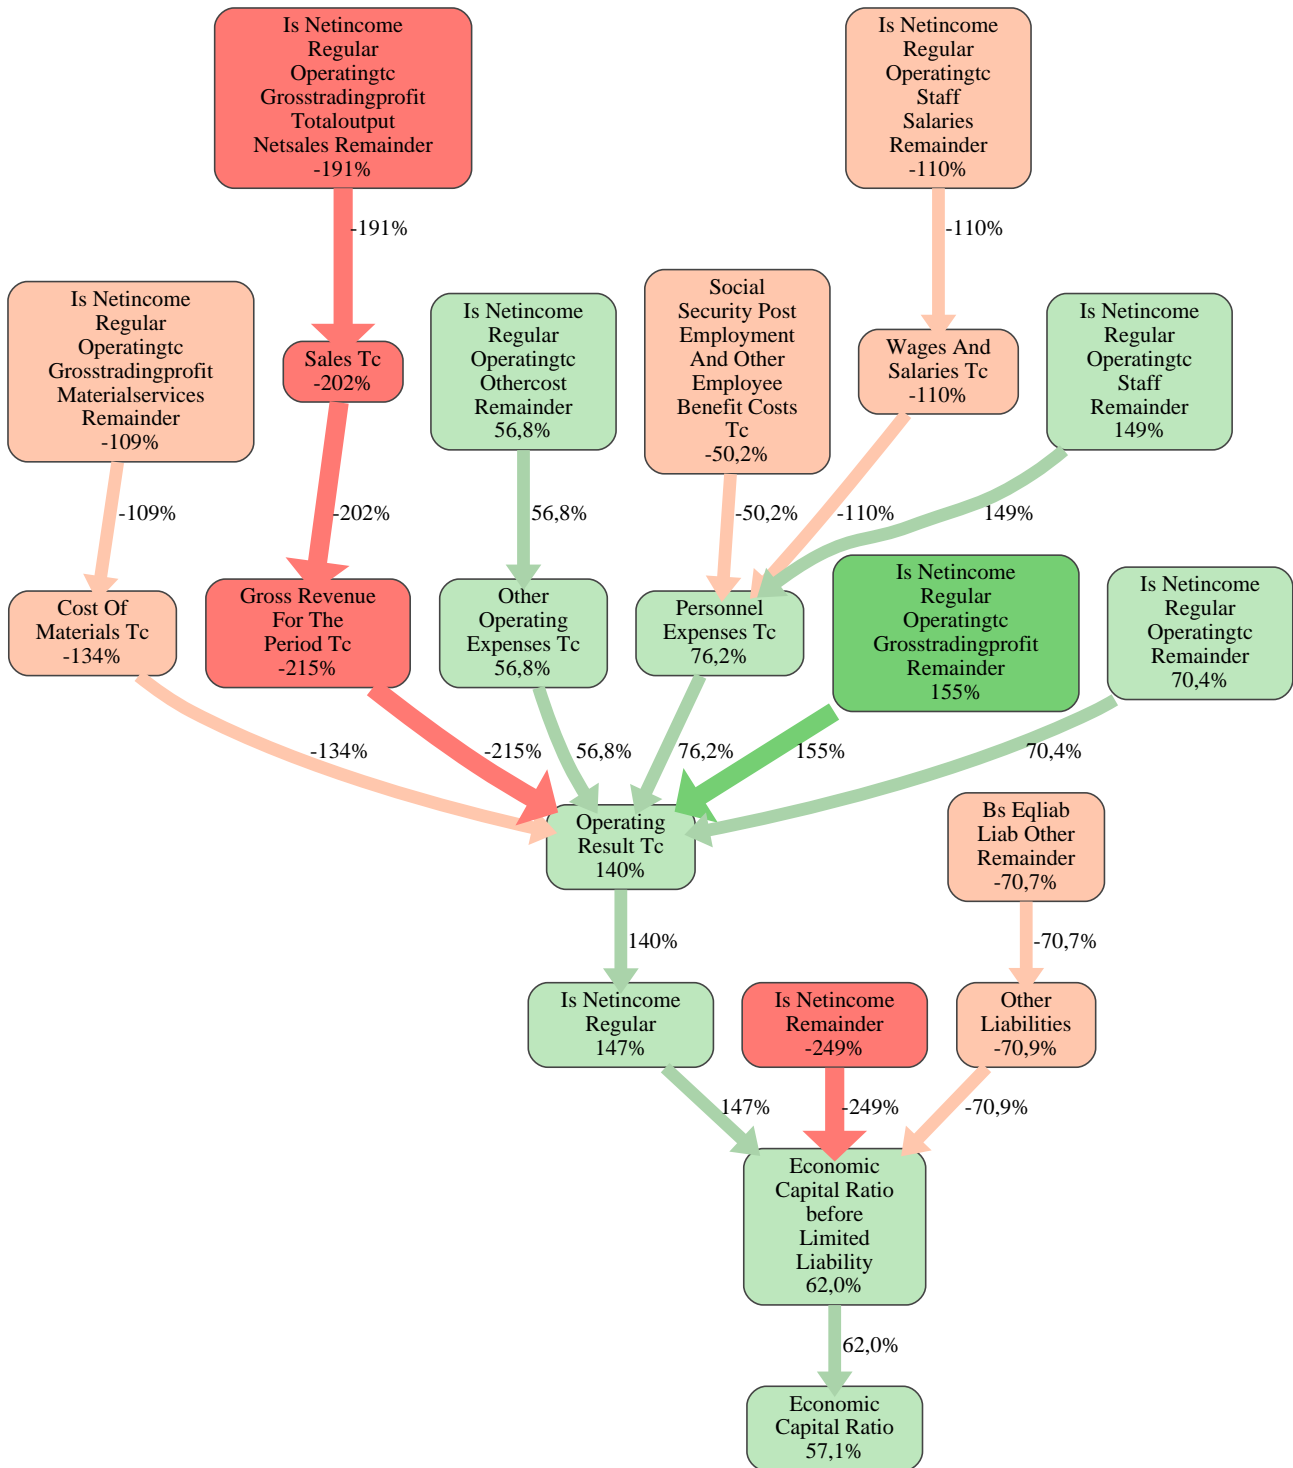 Is Netincome
Regular
Operatingtc
Grosstradingprofit
Totaloutput
Netsales Remainder
-191%
Is Netincome
Regular
Operatingtc
Staff
Salaries
Remainder
-110%
-191%
-110%
Is Netincome
Regular
Operatingtc
Grosstradingprofit
Materialservices
Remainder
-109%
Sales Tc
-202%
Is Netincome
Regular
Operatingtc
Othercost
Remainder
56,8%
Social
Security Post
Employment
And Other
Employee
Benefit Costs
Tc
-50,2%
Wages And
Salaries Tc
-110%
Is Netincome
Regular
Operatingtc
Staff
Remainder
149%
-109%
-202%
56,8%
-50,2%
-110%
149%
Cost Of
Materials Tc
-134%
Gross Revenue
For The
Period Tc
-215%
Other
Operating
Expenses Tc
56,8%
Personnel
Expenses Tc
76,2%
Is Netincome
Regular
Operatingtc
Grosstradingprofit
Remainder
155%
Is Netincome
Regular
Operatingtc
Remainder
70,4%
-134%
-215%
56,8%
76,2%
155%
70,4%
Operating
Result Tc
140%
Bs Eqliab
Liab Other
Remainder
-70,7%
140%
-70,7%
Is Netincome
Regular
147%
Is Netincome
Remainder
-249%
Other
Liabilities
-70,9%
147%
-249%
-70,9%
Economic
Capital Ratio
before
Limited
Liability
62,0%
62,0%
Economic
Capital Ratio
57,1%